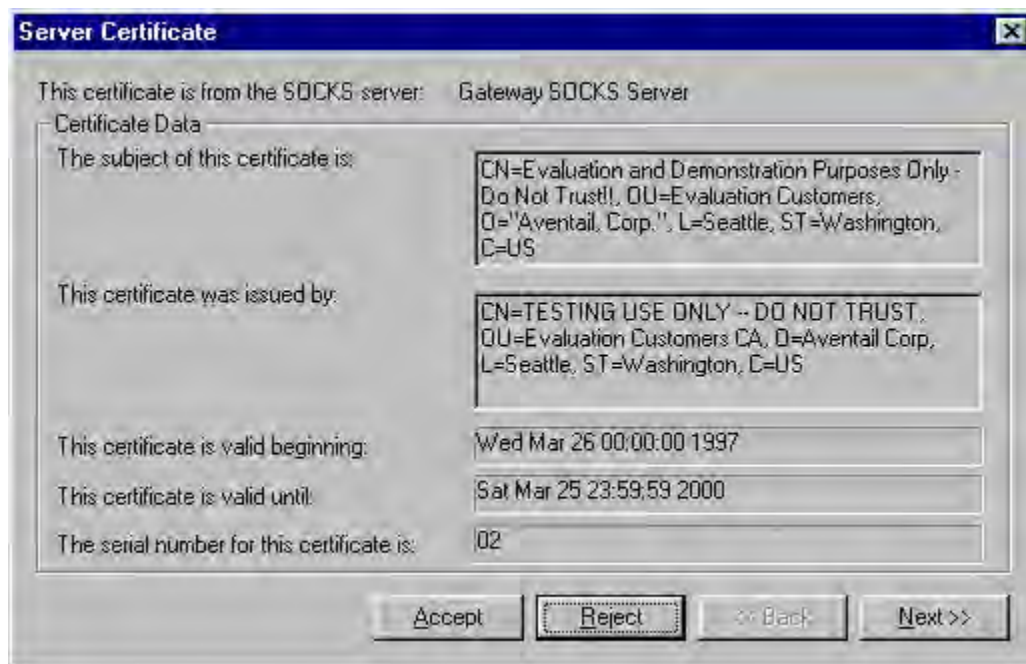 Server Certificate
This certificate is from the SOCKS server: Gateway SOCKS Server
Certificate Data
The subject of this certificate is:
CN=Evaluation and Demonstration Purposes Only -
Do Not Trust!!, OU=Evaluation Customers,
O="Aventail, Corp.", L=Seattle, ST=Washington,
C=US
This certificate was issued by:
CN=TESTING USE ONLY -- DO NOT TRUST,
OU=Evaluation Customers CA, O=Aventail Corp,
L=Seattle, ST=Washington, C=US
This certificate is valid beginning:
Wed Mar 26 00:00:00 1997
This certificate is valid until:
Sat Mar 25 23:59:59 2000
The serial number for this certificate is:
02
Accept
Reject
<< Back
Next >>